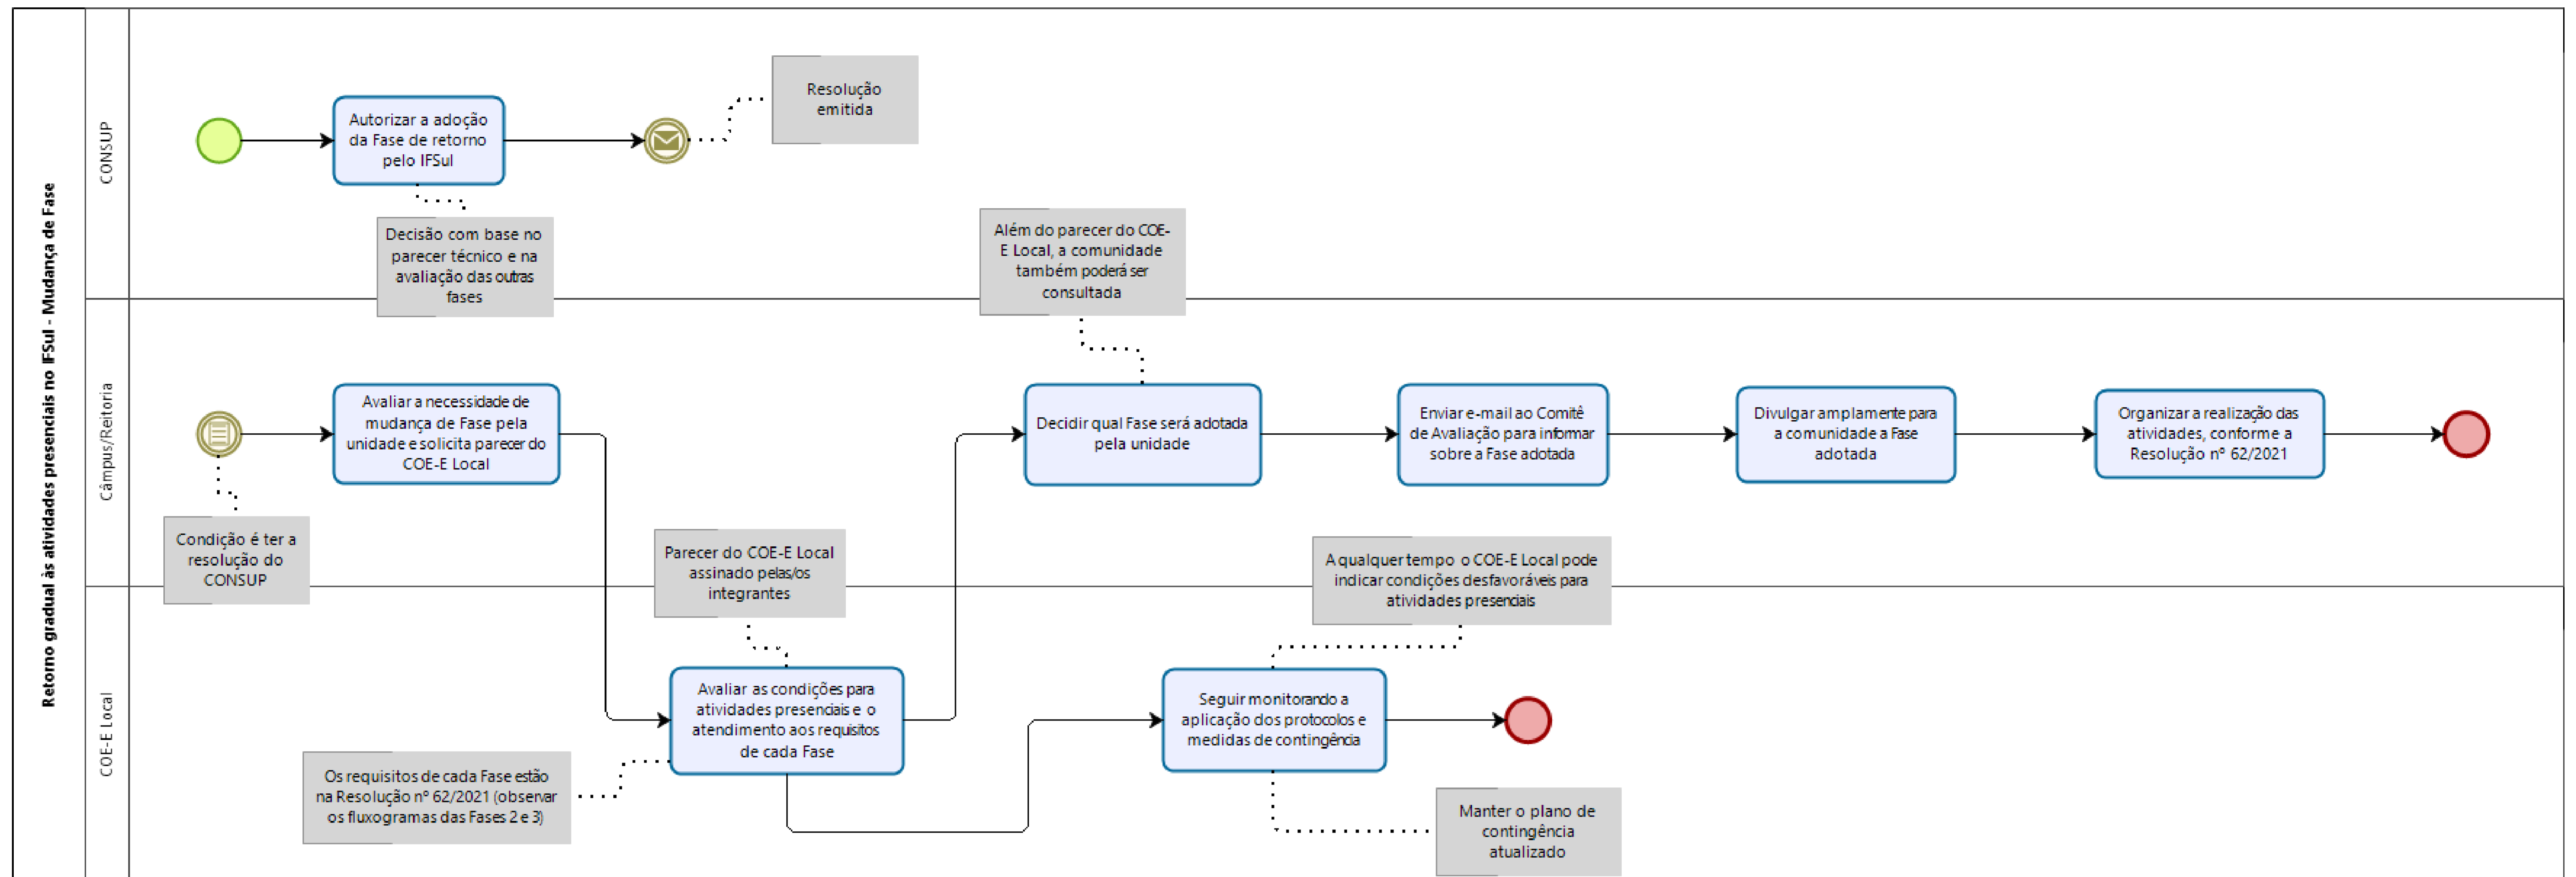 Retorno gradual às atividades presenciais no IFSul - Mudança de Fase
CONSUP
Autorizar a adoção
da Fase de retorno
pelo IFSul
Resolução
emitida
Decisão com base no
parecer técnico e na
avaliação das outras
fases
Além do parecer do COE-
E Local, a comunidade
também poderá ser
consultada
Câmpus/Reitoria
Avaliar a necessidade de
mudança de Fase pela
unidade e solicita parecer do
COE-E Local
Decidir qual Fase será adotada
pela unidade
Enviar e-mail ao Comitê
de Avaliação para informar
sobre a Fase adotada
Divulgar amplamente para
a comunidade a Fase
adotada
Organizar a realização das
atividades, conforme a
Resolução nº 62/2021
Condição é ter a
resolução do
CONSUP
Parecer do COE-E Local
assinado pelas/os
integrantes
A qualquer tempo o COE-E Local pode
indicar condições desfavoráveis para
atividades presenciais
COE-E Local
Avaliar as condições para
atividades presenciais e o
atendimento aos requisitos
de cada Fase
Seguir monitorando a
aplicação dos protocolos e
medidas de contingência
Os requisitos de cada Fase estão
na Resolução nº 62/2021 (observar
os fluxogramas das Fases 2 e 3)
Manter o plano de
contingência
atualizado